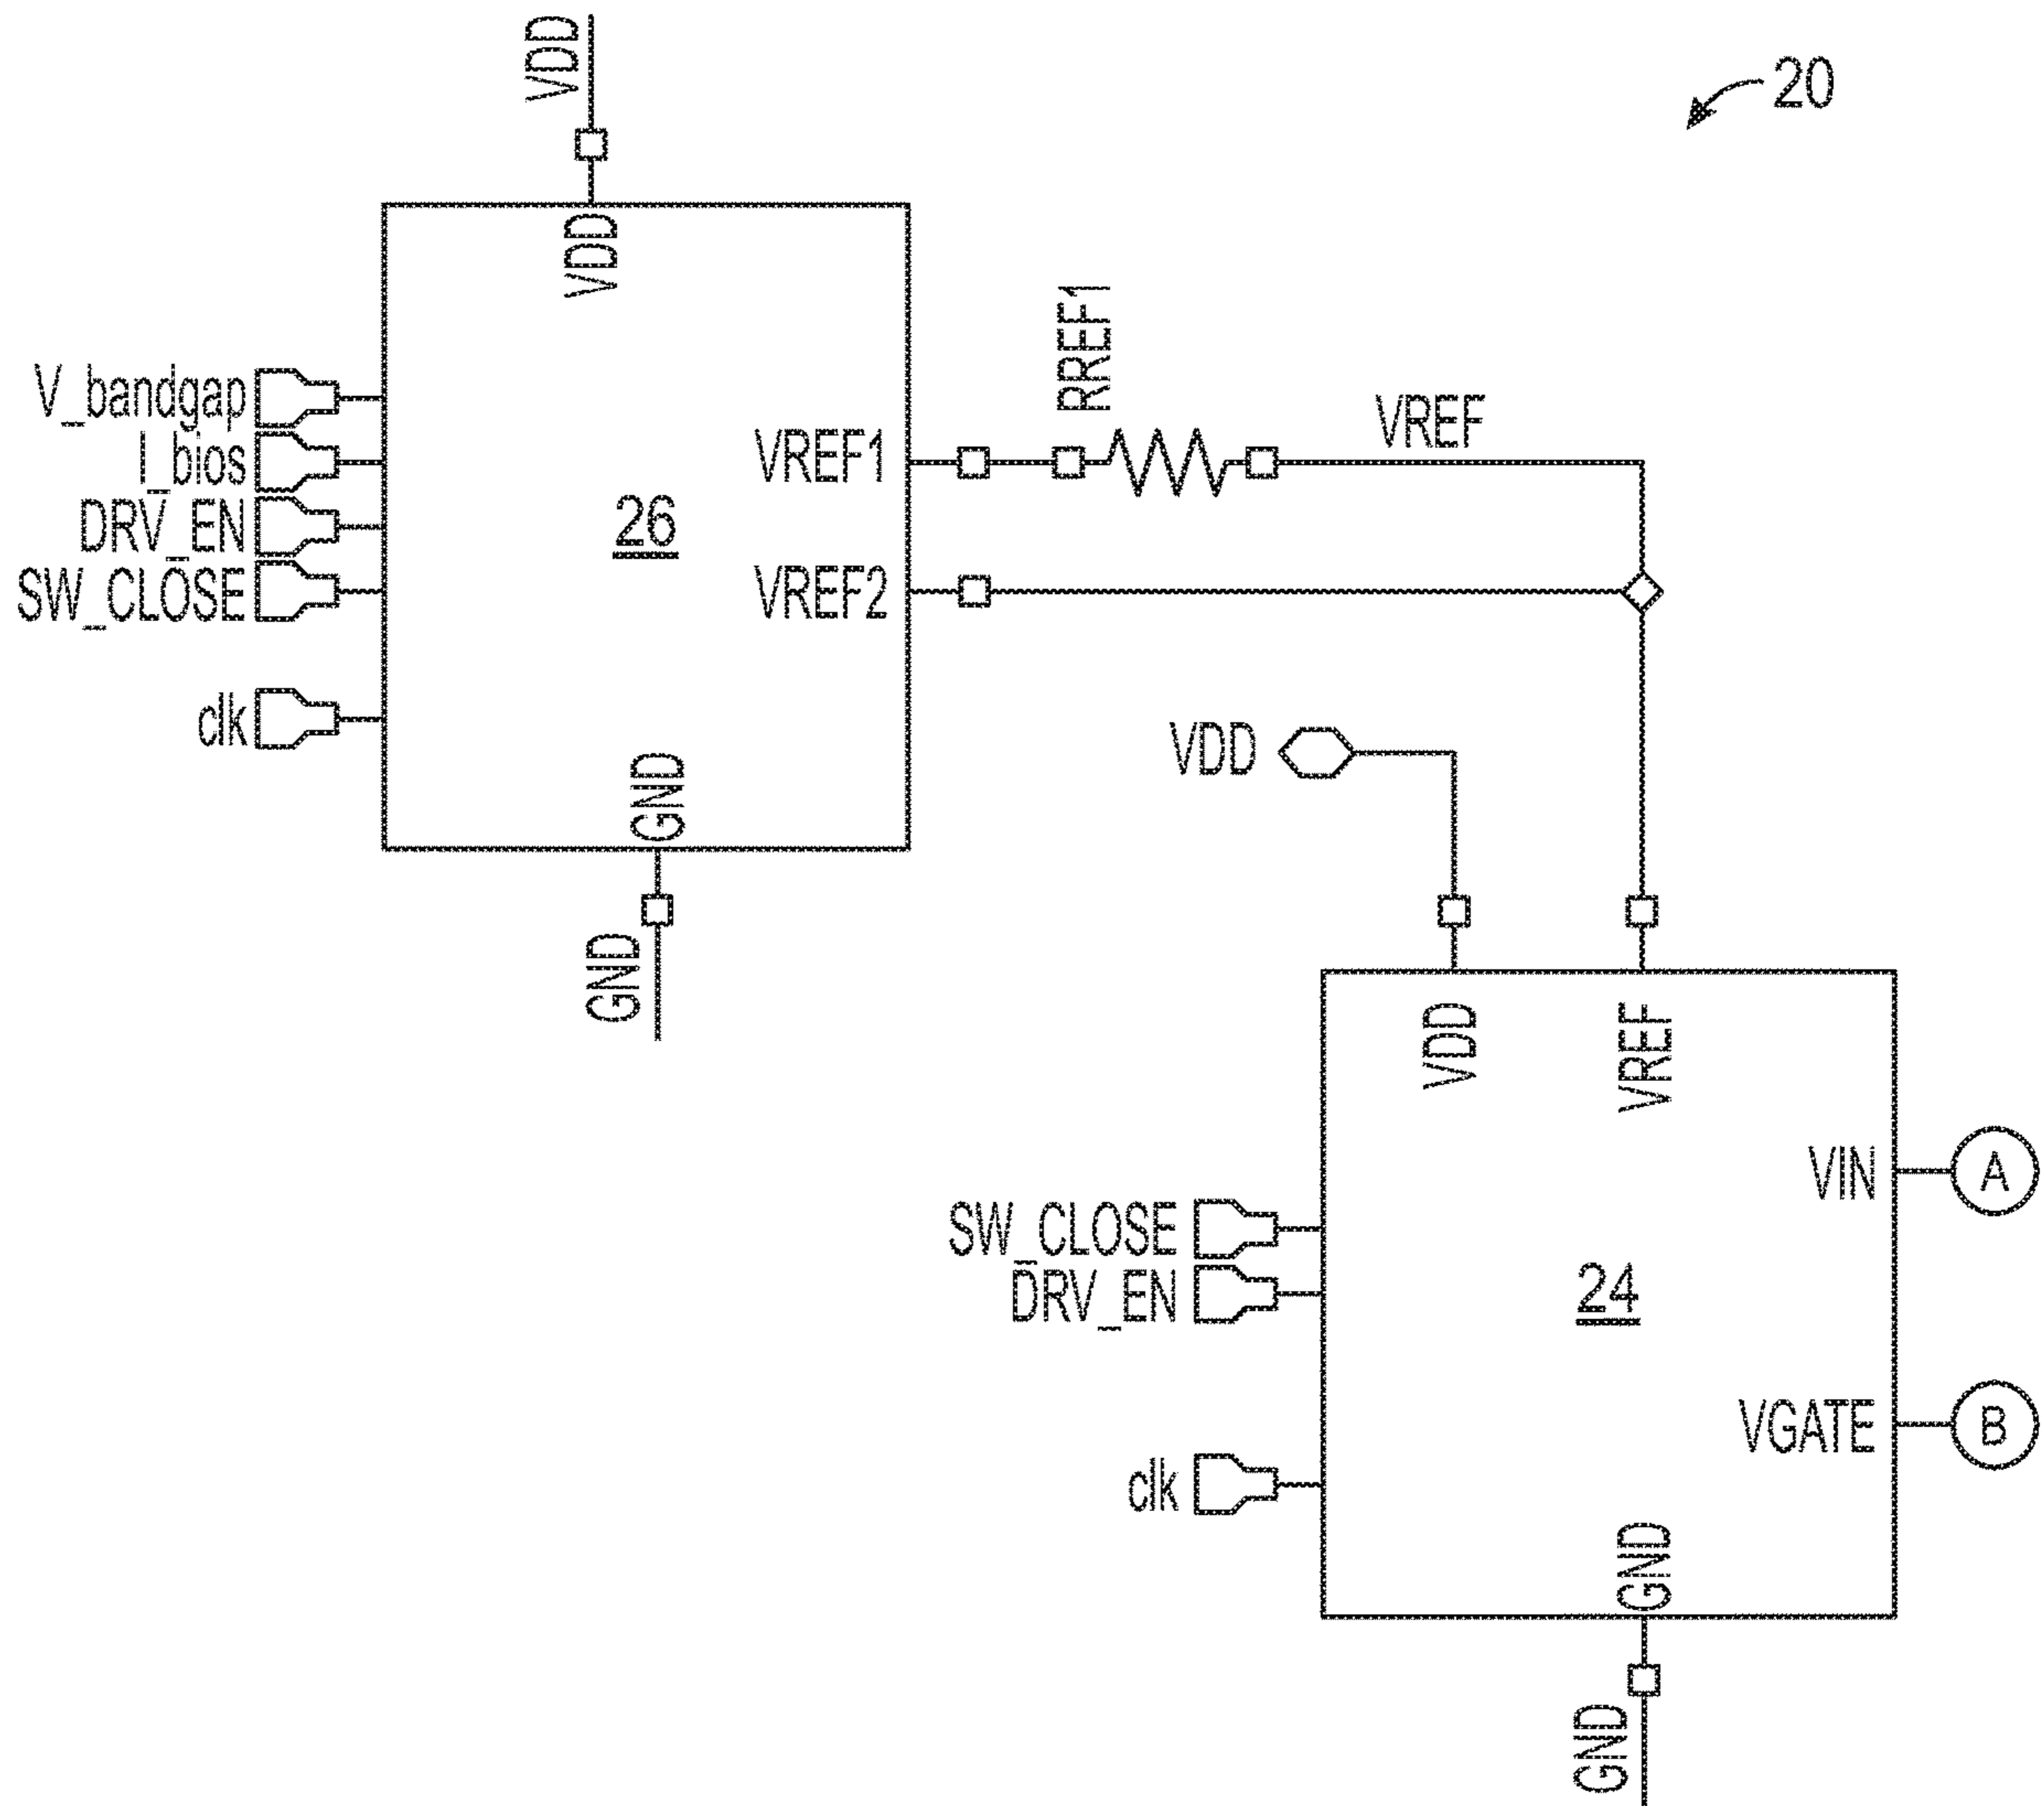 20
VDD
VDD
RREF1
V_bandgap
VREF
I_bios
VREF1
DRV_EN
26
SW_CLOSE
VREF2
clk
VDD
GND
GND
VDD
VREF
VIN
A
SW_CLOSE
DRV_EN
24
VGATE
B
clk
GND
GND